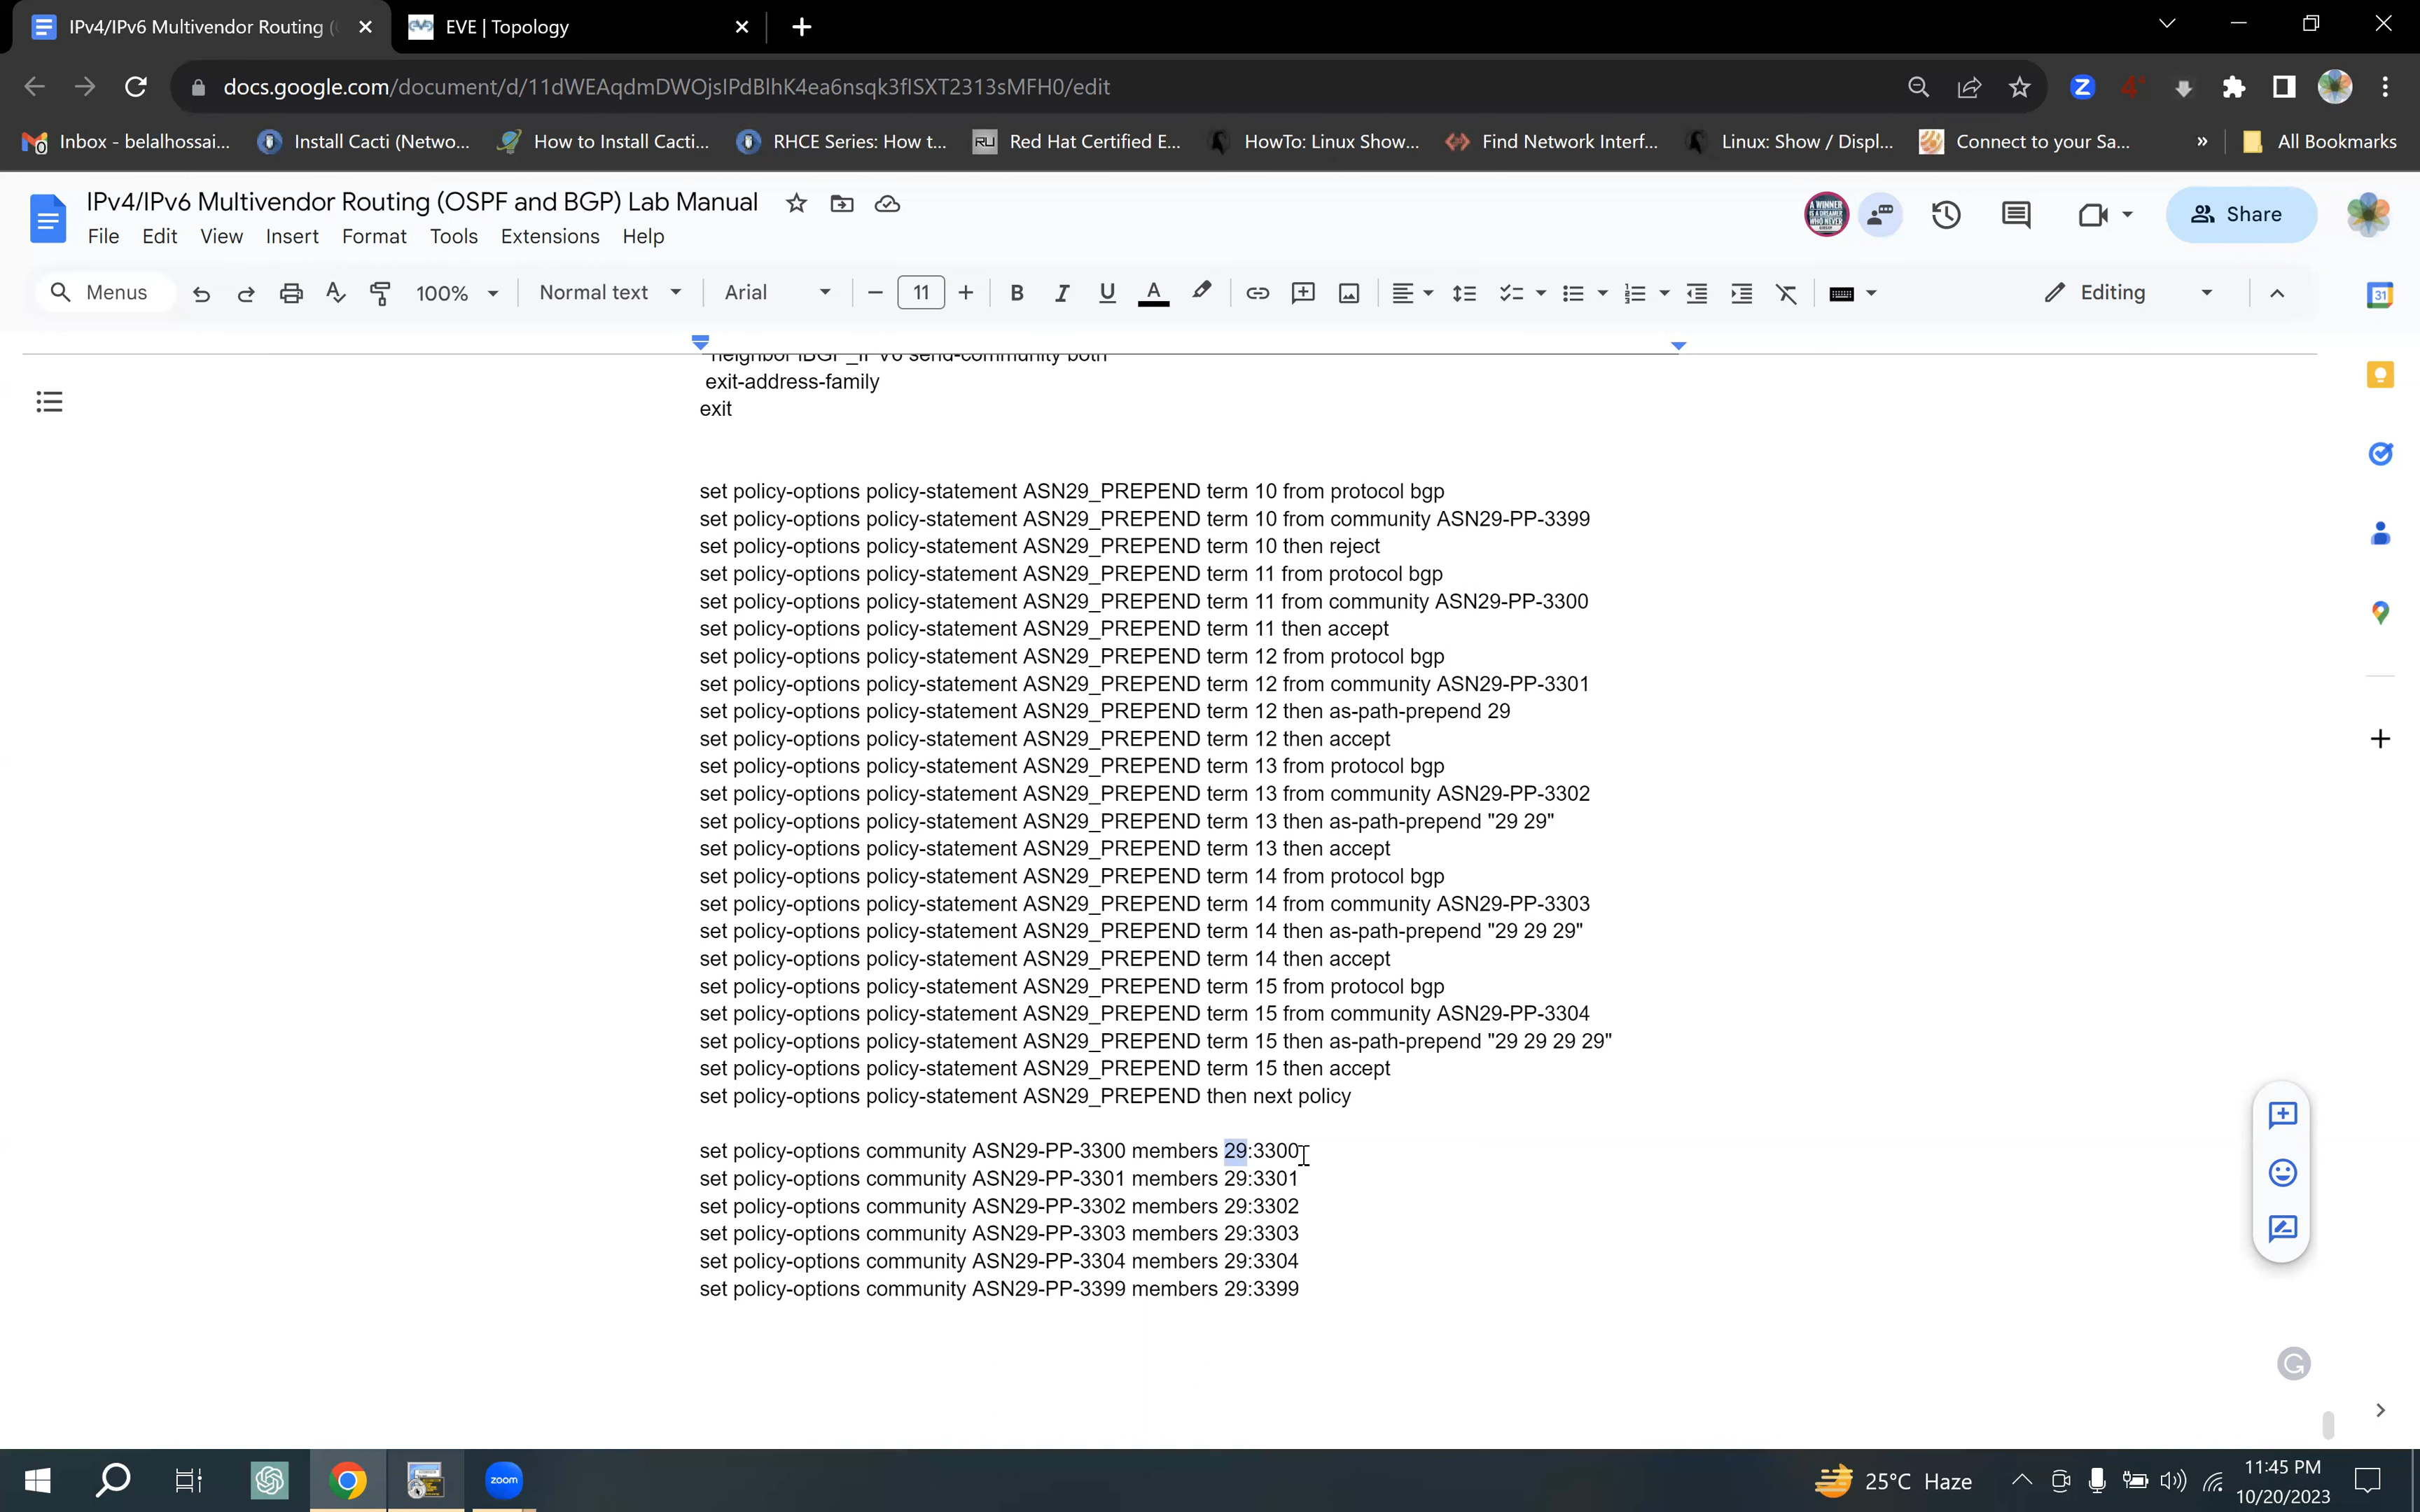 IPv4/IPv6 Multivendor Routing (
EVE | Topology
docs.google.com/document/d/11dWEAqdmDWOjsIPdBlhK4ea6nsqk3fISXT2313sMFH0/edit
Inbox - belalhossai...
Install Cacti (Netwo...
How to Install Cacti...
RHCE Series: How t...
Red Hat Certified E...
HowTo: Linux Show...
Find Network Interf...
Linux: Show / Displ...
Connect to your Sa...
» All Bookmarks
IPv4/IPv6 Multivendor Routing (OSPF and BGP) Lab Manual
File Edit View Insert Format Tools Extensions Help
Share
Menus 100% Normal text Arial 11 Editing
exit-address-family
exit
set policy-options policy-statement ASN29_PREPEND term 10 from protocol bgp
set policy-options policy-statement ASN29_PREPEND term 10 from community ASN29-PP-3399
set policy-options policy-statement ASN29_PREPEND term 10 then reject
set policy-options policy-statement ASN29_PREPEND term 11 from protocol bgp
set policy-options policy-statement ASN29_PREPEND term 11 from community ASN29-PP-3300
set policy-options policy-statement ASN29_PREPEND term 11 then accept
set policy-options policy-statement ASN29_PREPEND term 12 from protocol bgp
set policy-options policy-statement ASN29_PREPEND term 12 from community ASN29-PP-3301
set policy-options policy-statement ASN29_PREPEND term 12 then as-path-prepend 29
set policy-options policy-statement ASN29_PREPEND term 12 then accept
set policy-options policy-statement ASN29_PREPEND term 13 from protocol bgp
set policy-options policy-statement ASN29_PREPEND term 13 from community ASN29-PP-3302
set policy-options policy-statement ASN29_PREPEND term 13 then as-path-prepend "29 29"
set policy-options policy-statement ASN29_PREPEND term 13 then accept
set policy-options policy-statement ASN29_PREPEND term 14 from protocol bgp
set policy-options policy-statement ASN29_PREPEND term 14 from community ASN29-PP-3303
set policy-options policy-statement ASN29_PREPEND term 14 then as-path-prepend "29 29 29"
set policy-options policy-statement ASN29_PREPEND term 14 then accept
set policy-options policy-statement ASN29_PREPEND term 15 from protocol bgp
set policy-options policy-statement ASN29_PREPEND term 15 from community ASN29-PP-3304
set policy-options policy-statement ASN29_PREPEND term 15 then as-path-prepend "29 29 29 29"
set policy-options policy-statement ASN29_PREPEND term 15 then accept
set policy-options policy-statement ASN29_PREPEND then next policy
set policy-options community ASN29-PP-3300 members 29:3300
set policy-options community ASN29-PP-3301 members 29:3301
set policy-options community ASN29-PP-3302 members 29:3302
set policy-options community ASN29-PP-3303 members 29:3303
set policy-options community ASN29-PP-3304 members 29:3304
set policy-options community ASN29-PP-3399 members 29:3399
zoom
25°C Haze
11:45 PM
10/20/2023